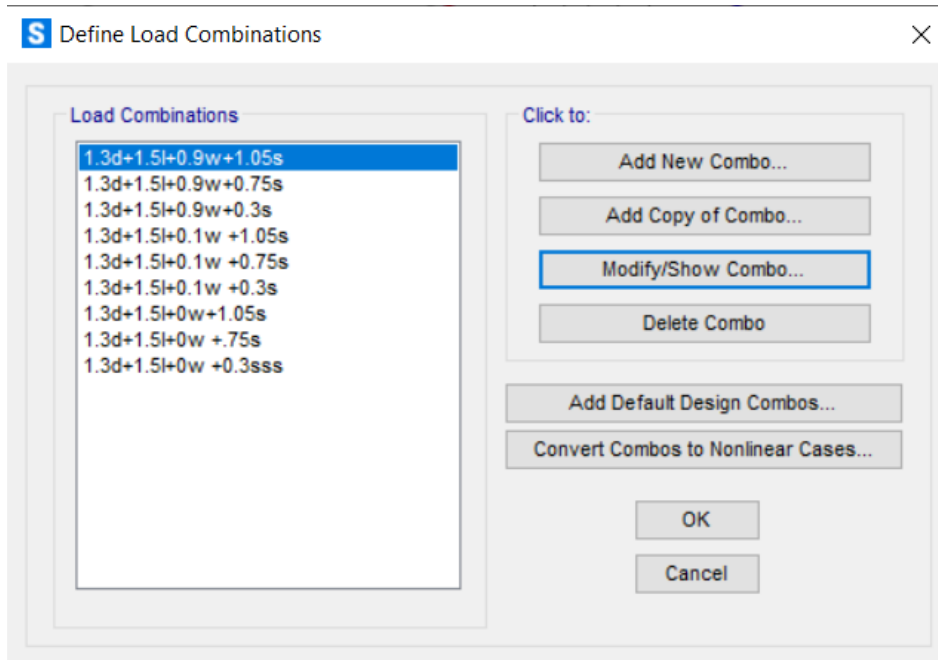 S Define Load Combinations
Load Combinations
1.3d+1.5l+0.9w+1.05s
1.3d+1.5l+0.9w+0.75s
1.3d+1.5l+0.9w+0.3s
1.3d+1.5l+0.1w +1.05s
1.3d+1.5l+0.1w +0.75s
1.3d+1.5l+0.1w +0.3s
1.3d+1.5l+0w+1.05s
1.3d+1.5l+0w +.75s
1.3d+1.5l+0w +0.3sss
Click to:
Add New Combo...
Add Copy of Combo...
Modify/Show Combo...
Delete Combo
Add Default Design Combos...
Convert Combos to Nonlinear Cases...
OK
Cancel